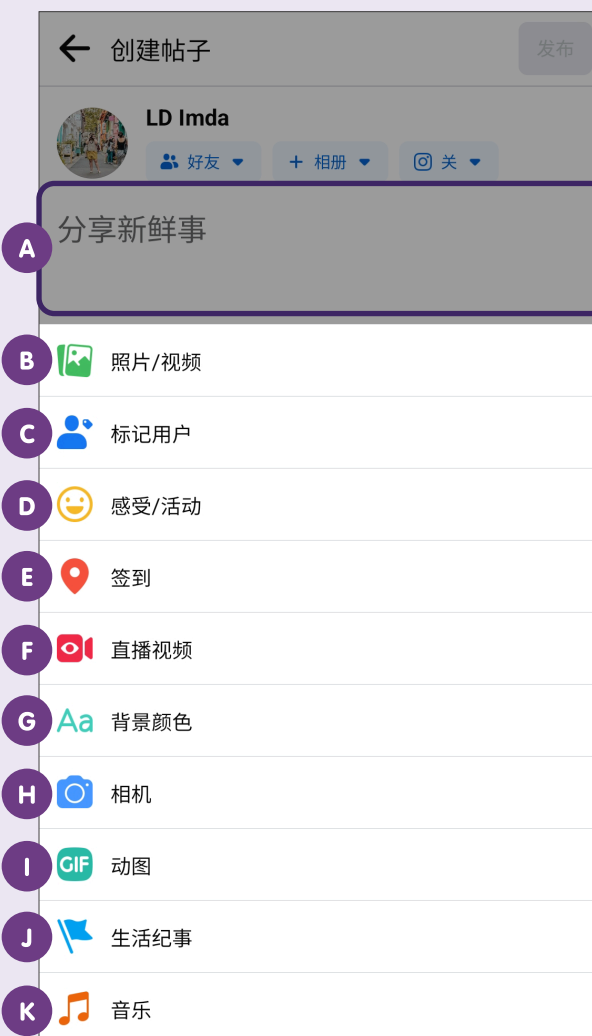 创建帖子
发布
LD Imda
好友
+ 相册
关
A
分享新鲜事
B
照片/视频
C
标记用户
D
感受/活动
E
签到
F
直播视频
G
Aa
背景颜色
H
相机
I
GIF
动图
J
生活纪事
K
音乐